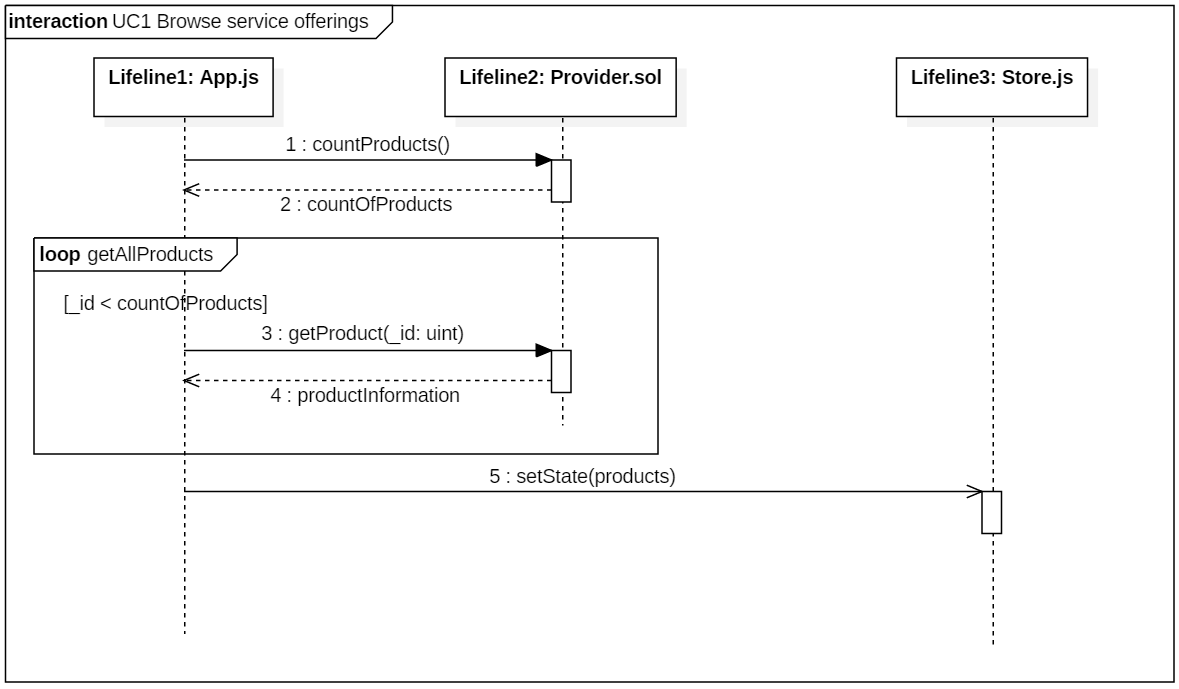 interaction UC1 Browse service offerings
Lifeline1: App.js
Lifeline2: Provider.sol
Lifeline3: Store.js
1 : countProducts()
2 : countOfProducts
loop getAllProducts
[_id < countOfProducts]
3 : getProduct(_id: uint)
4 : productInformation
5 : setState(products)